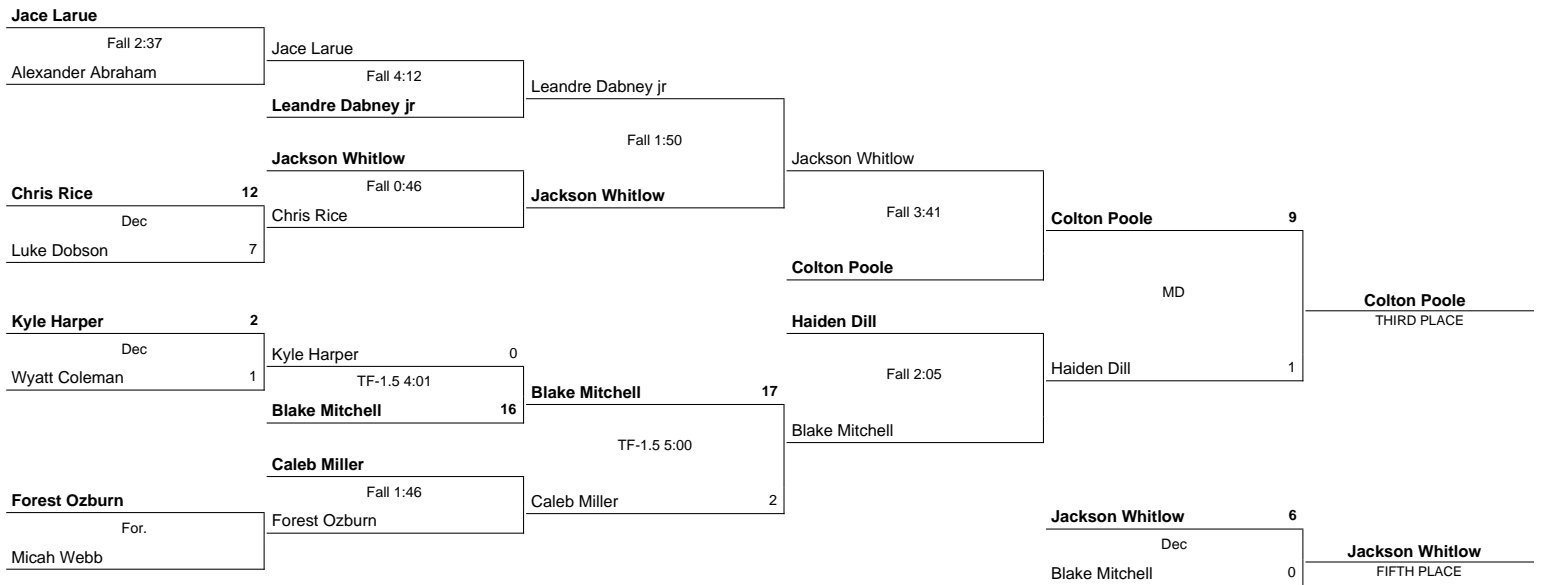 Jace Larue
Fall 2:37
Alexander Abraham
Jace Larue
Fall 4:12
Leandre Dabney jr
Leandre Dabney jr
Fall 1:50
Jackson Whitlow
Fall 0:46
Chris Rice
Chris Rice 12
Dec
Luke Dobson 7
Jackson Whitlow
Jackson Whitlow
Fall 3:41
Colton Poole
Colton Poole 9
MD
Colton Poole
THIRD PLACE
Kyle Harper 2
Dec
Wyatt Coleman 1
Kyle Harper 0
TF-1.5 4:01
Blake Mitchell 16
Blake Mitchell 17
TF-1.5 5:00
Caleb Miller
Fall 1:46
Forest Ozburn
Forest Ozburn
For.
Micah Webb
Caleb Miller 2
Haiden Dill
Fall 2:05
Blake Mitchell
Haiden Dill 1
Jackson Whitlow 6
Dec
Blake Mitchell 0
Jackson Whitlow
FIFTH PLACE